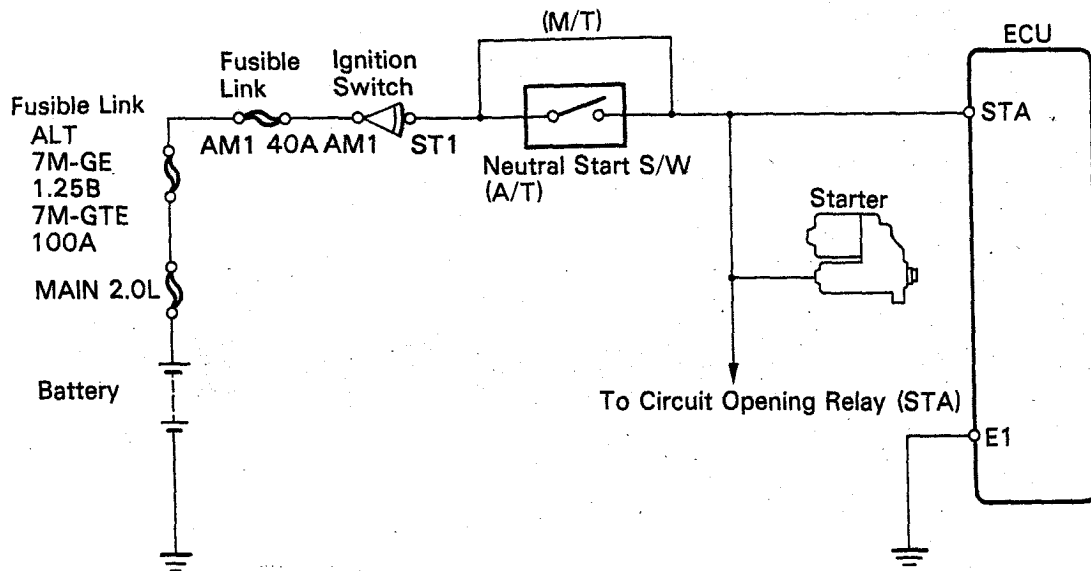 (M/T)
ECU
Fusible
Link
Ignition
Switch
Fusible Link
ALT
7M-GE
1.25B
7M-GTE
100A
AM1 40A AM1 ST1
STA
Neutral Start S/W
(A/T)
Starter
MAIN 2.0L
Battery
To Circuit Opening Relay (STA)
E1